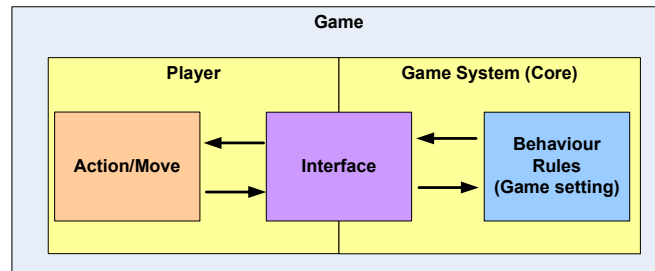 Game
Player
Game System (Core)
Action/Move
Interface
Behaviour
Rules
(Game setting)